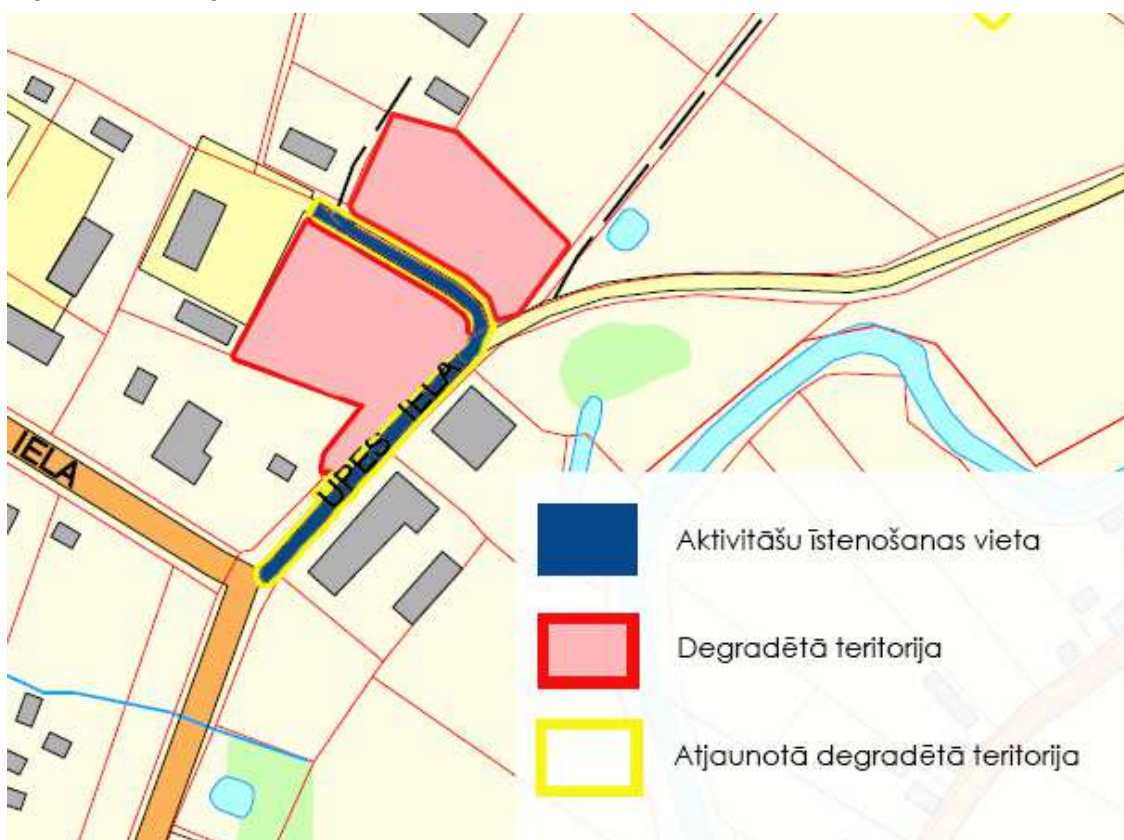 IELA
UPES IELA
Aktivitāšu īstenošanas vieta
Degradētā teritorija
Atjaunotā degradētā teritorija